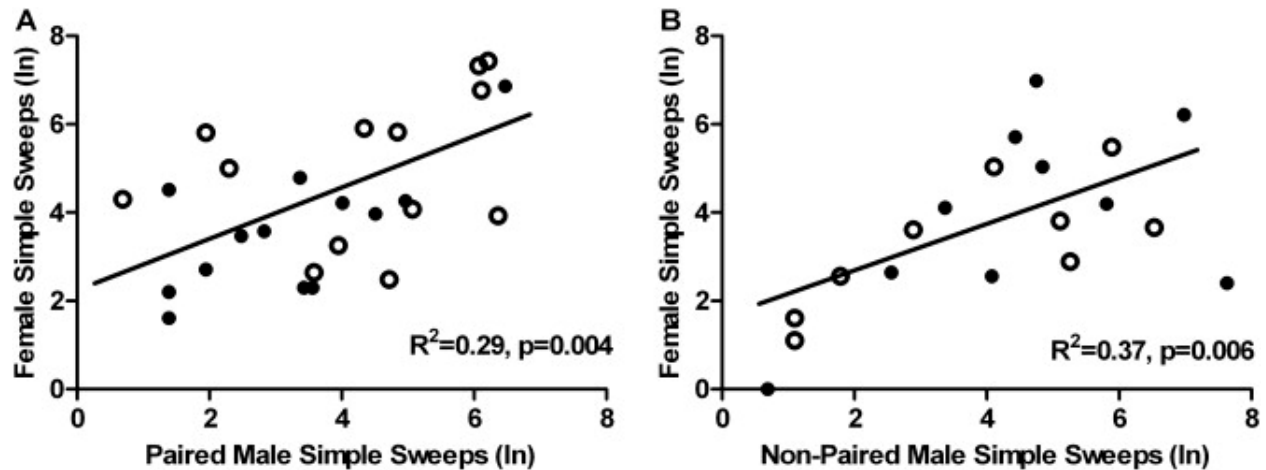 A
Female Simple Sweeps (ln)
8
6
4
2
0
R²=0.29, p=0.004
0 2 4 6 8
Paired Male Simple Sweeps (ln)
B
Female Simple Sweeps (ln)
8
6
4
2
0
R²=0.37, p=0.006
0 2 4 6 8
Non-Paired Male Simple Sweeps (ln)